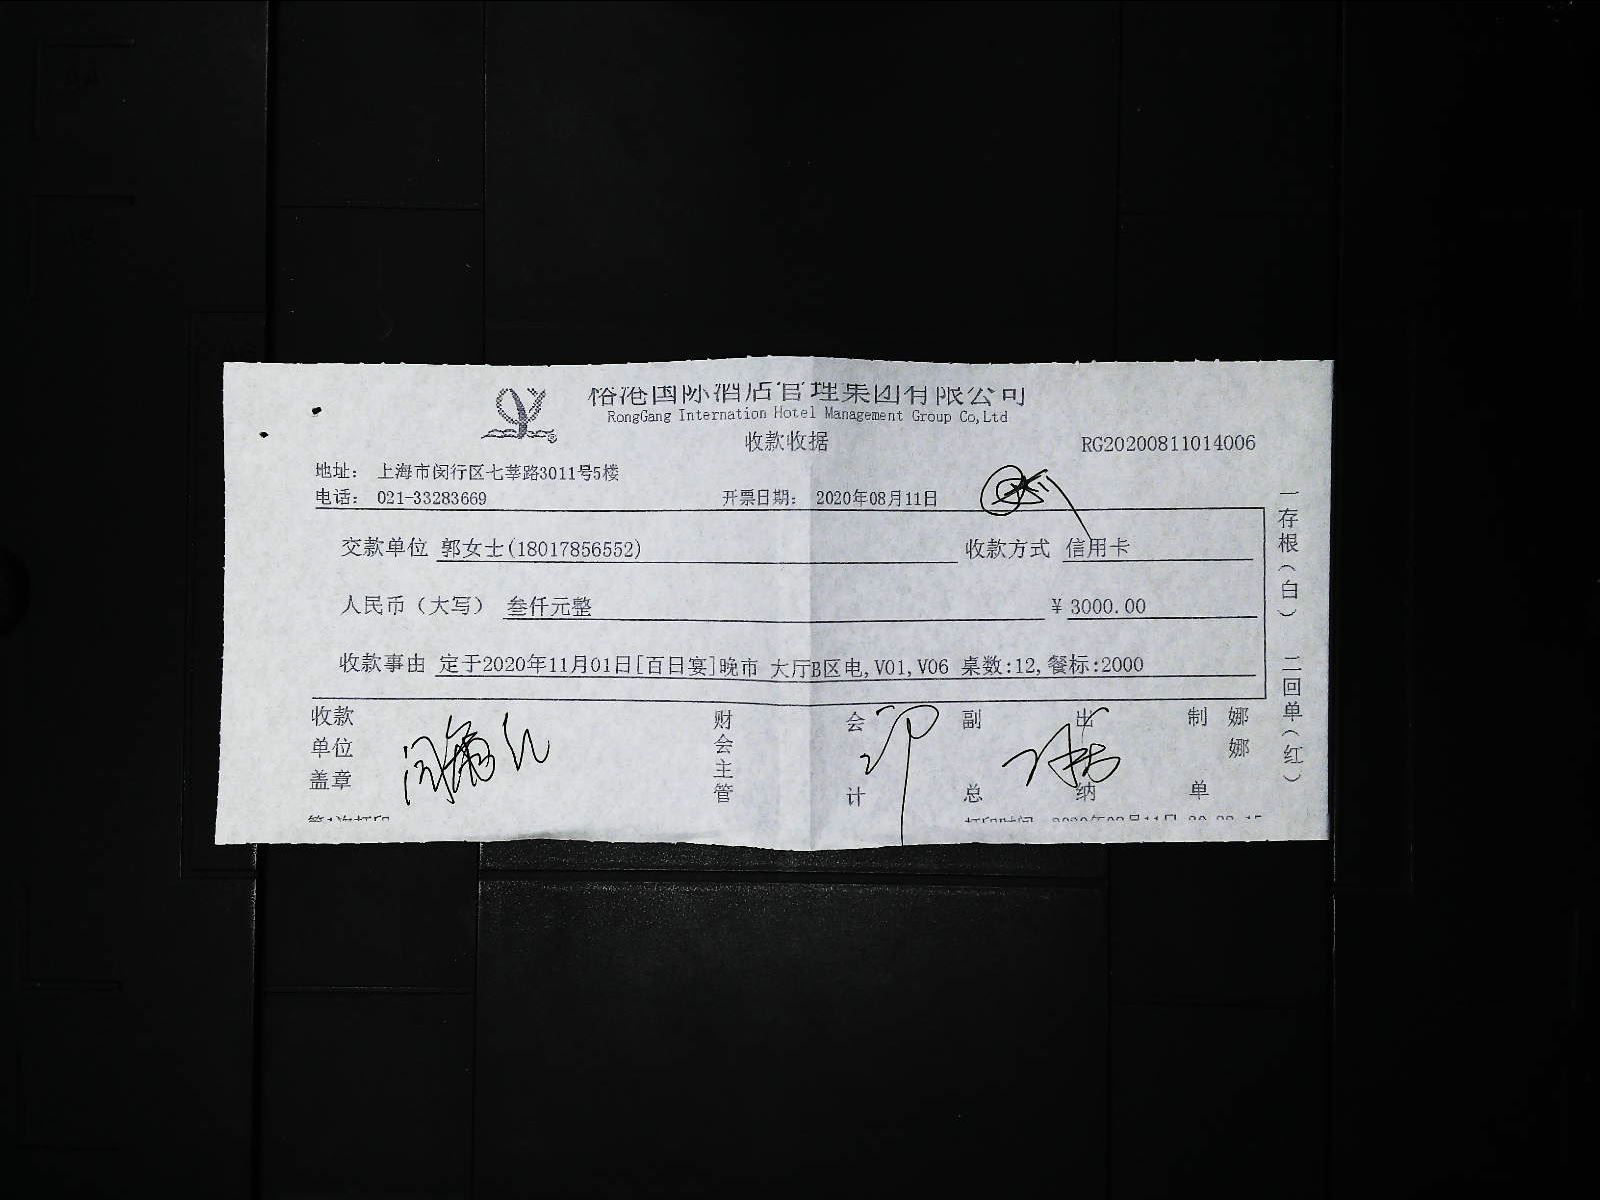 榕港国际酒店管理集团有限公司
RongGang Internation Hotel Management Group Co,Ltd
收款收据
RG20200811014006
地址： 上海市闵行区七莘路3011号5楼
电话： 021-33283669 开票日期： 2020年08月11日
交款单位 郭女士(18017856552) 收款方式 信用卡
人民币（大写） 叁仟元整 ¥ 3000.00
收款事由 定于2020年11月01日[百日宴]晚市 大厅B区电,V01,V06 桌数:12,餐标:2000
收款单位盖章 财会主管 会计 副总 出纳 制单 娜娜
一存根（白） 二回单（红）